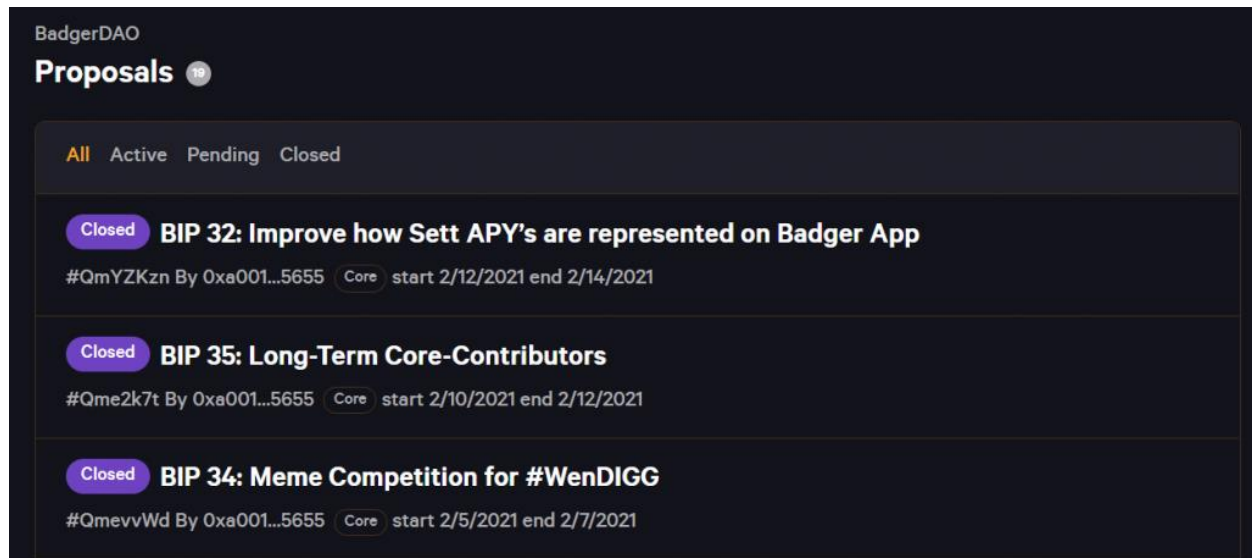 BadgerDAO
Proposals 19
All Active Pending Closed
Closed BIP 32: Improve how Sett APY’s are represented on Badger App
#QmYZKzn By 0xa001...5655 Core start 2/12/2021 end 2/14/2021
Closed BIP 35: Long-Term Core-Contributors
#Qme2k7t By 0xa001...5655 Core start 2/10/2021 end 2/12/2021
Closed BIP 34: Meme Competition for #WenDIGG
#QmevvWd By 0xa001...5655 Core start 2/5/2021 end 2/7/2021